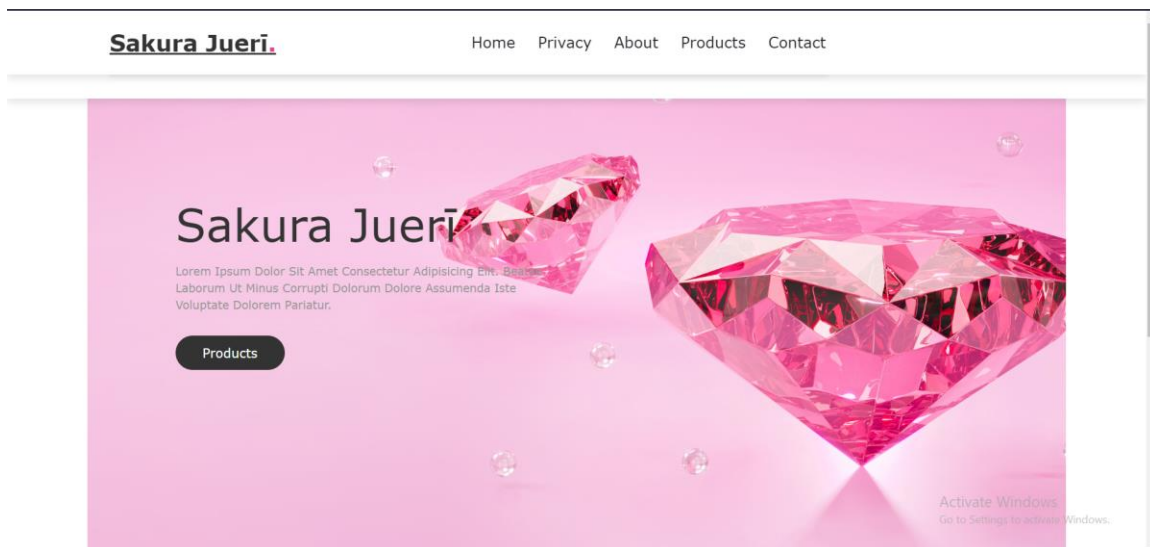 Sakura Juerī.
Home Privacy About Products Contact
Sakura Juerī
Lorem Ipsum Dolor Sit Amet Consectetur Adipisicing Elit.
Laborum Ut Minus Corrupti Dolorum Dolore Assumenda Iste
Voluptate Dolorem Pariatur.
Products
Activate Windows
Go to Settings to activate Windows.